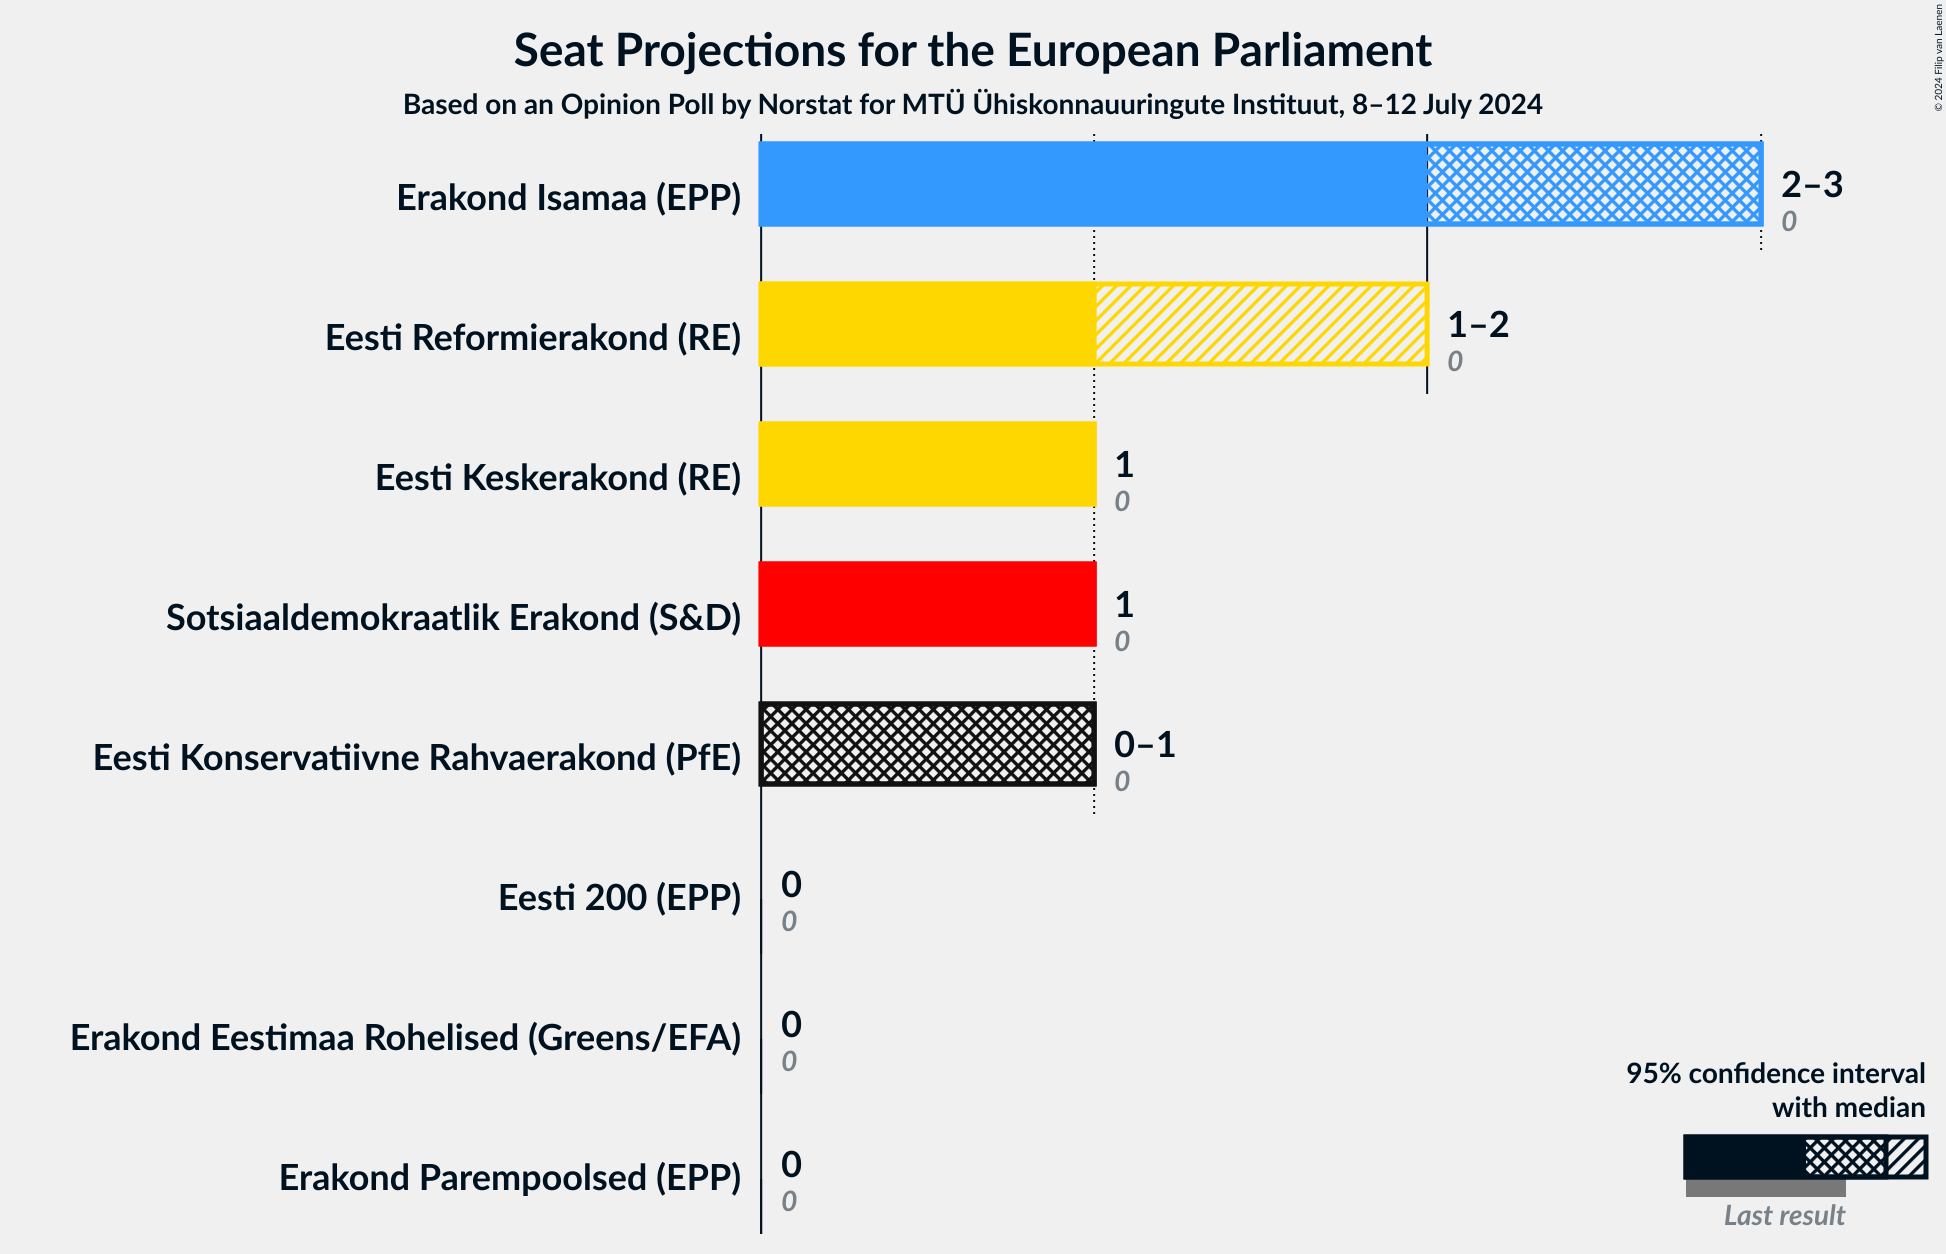 Seat Projections for the European Parliament
Based on an Opinion Poll by Norstat for MTÜ Ühiskonnauuringute Instituut, 8–12 July 2024
© 2024 Filip van Laenen
Erakond Isamaa (EPP)
2–3
0
Eesti Reformierakond (RE)
1–2
0
Eesti Keskerakond (RE)
1
0
Sotsiaaldemokraatlik Erakond (S&D)
1
0
Eesti Konservatiivne Rahvaerakond (PfE)
0–1
0
Eesti 200 (EPP)
0
0
Erakond Eestimaa Rohelised (Greens/EFA)
0
0
Erakond Parempoolsed (EPP)
0
0
95% confidence interval
with median
Last result